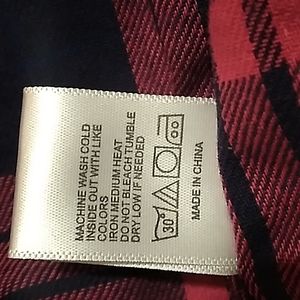 MACHINE WASH COLD
INSIDE OUT WITH LIKE
COLORS
IRON MEDIUM HEAT
DO NOT BLEACH TUMBLE
DRY LOW IF NEEDED
30°
MADE IN CHINA